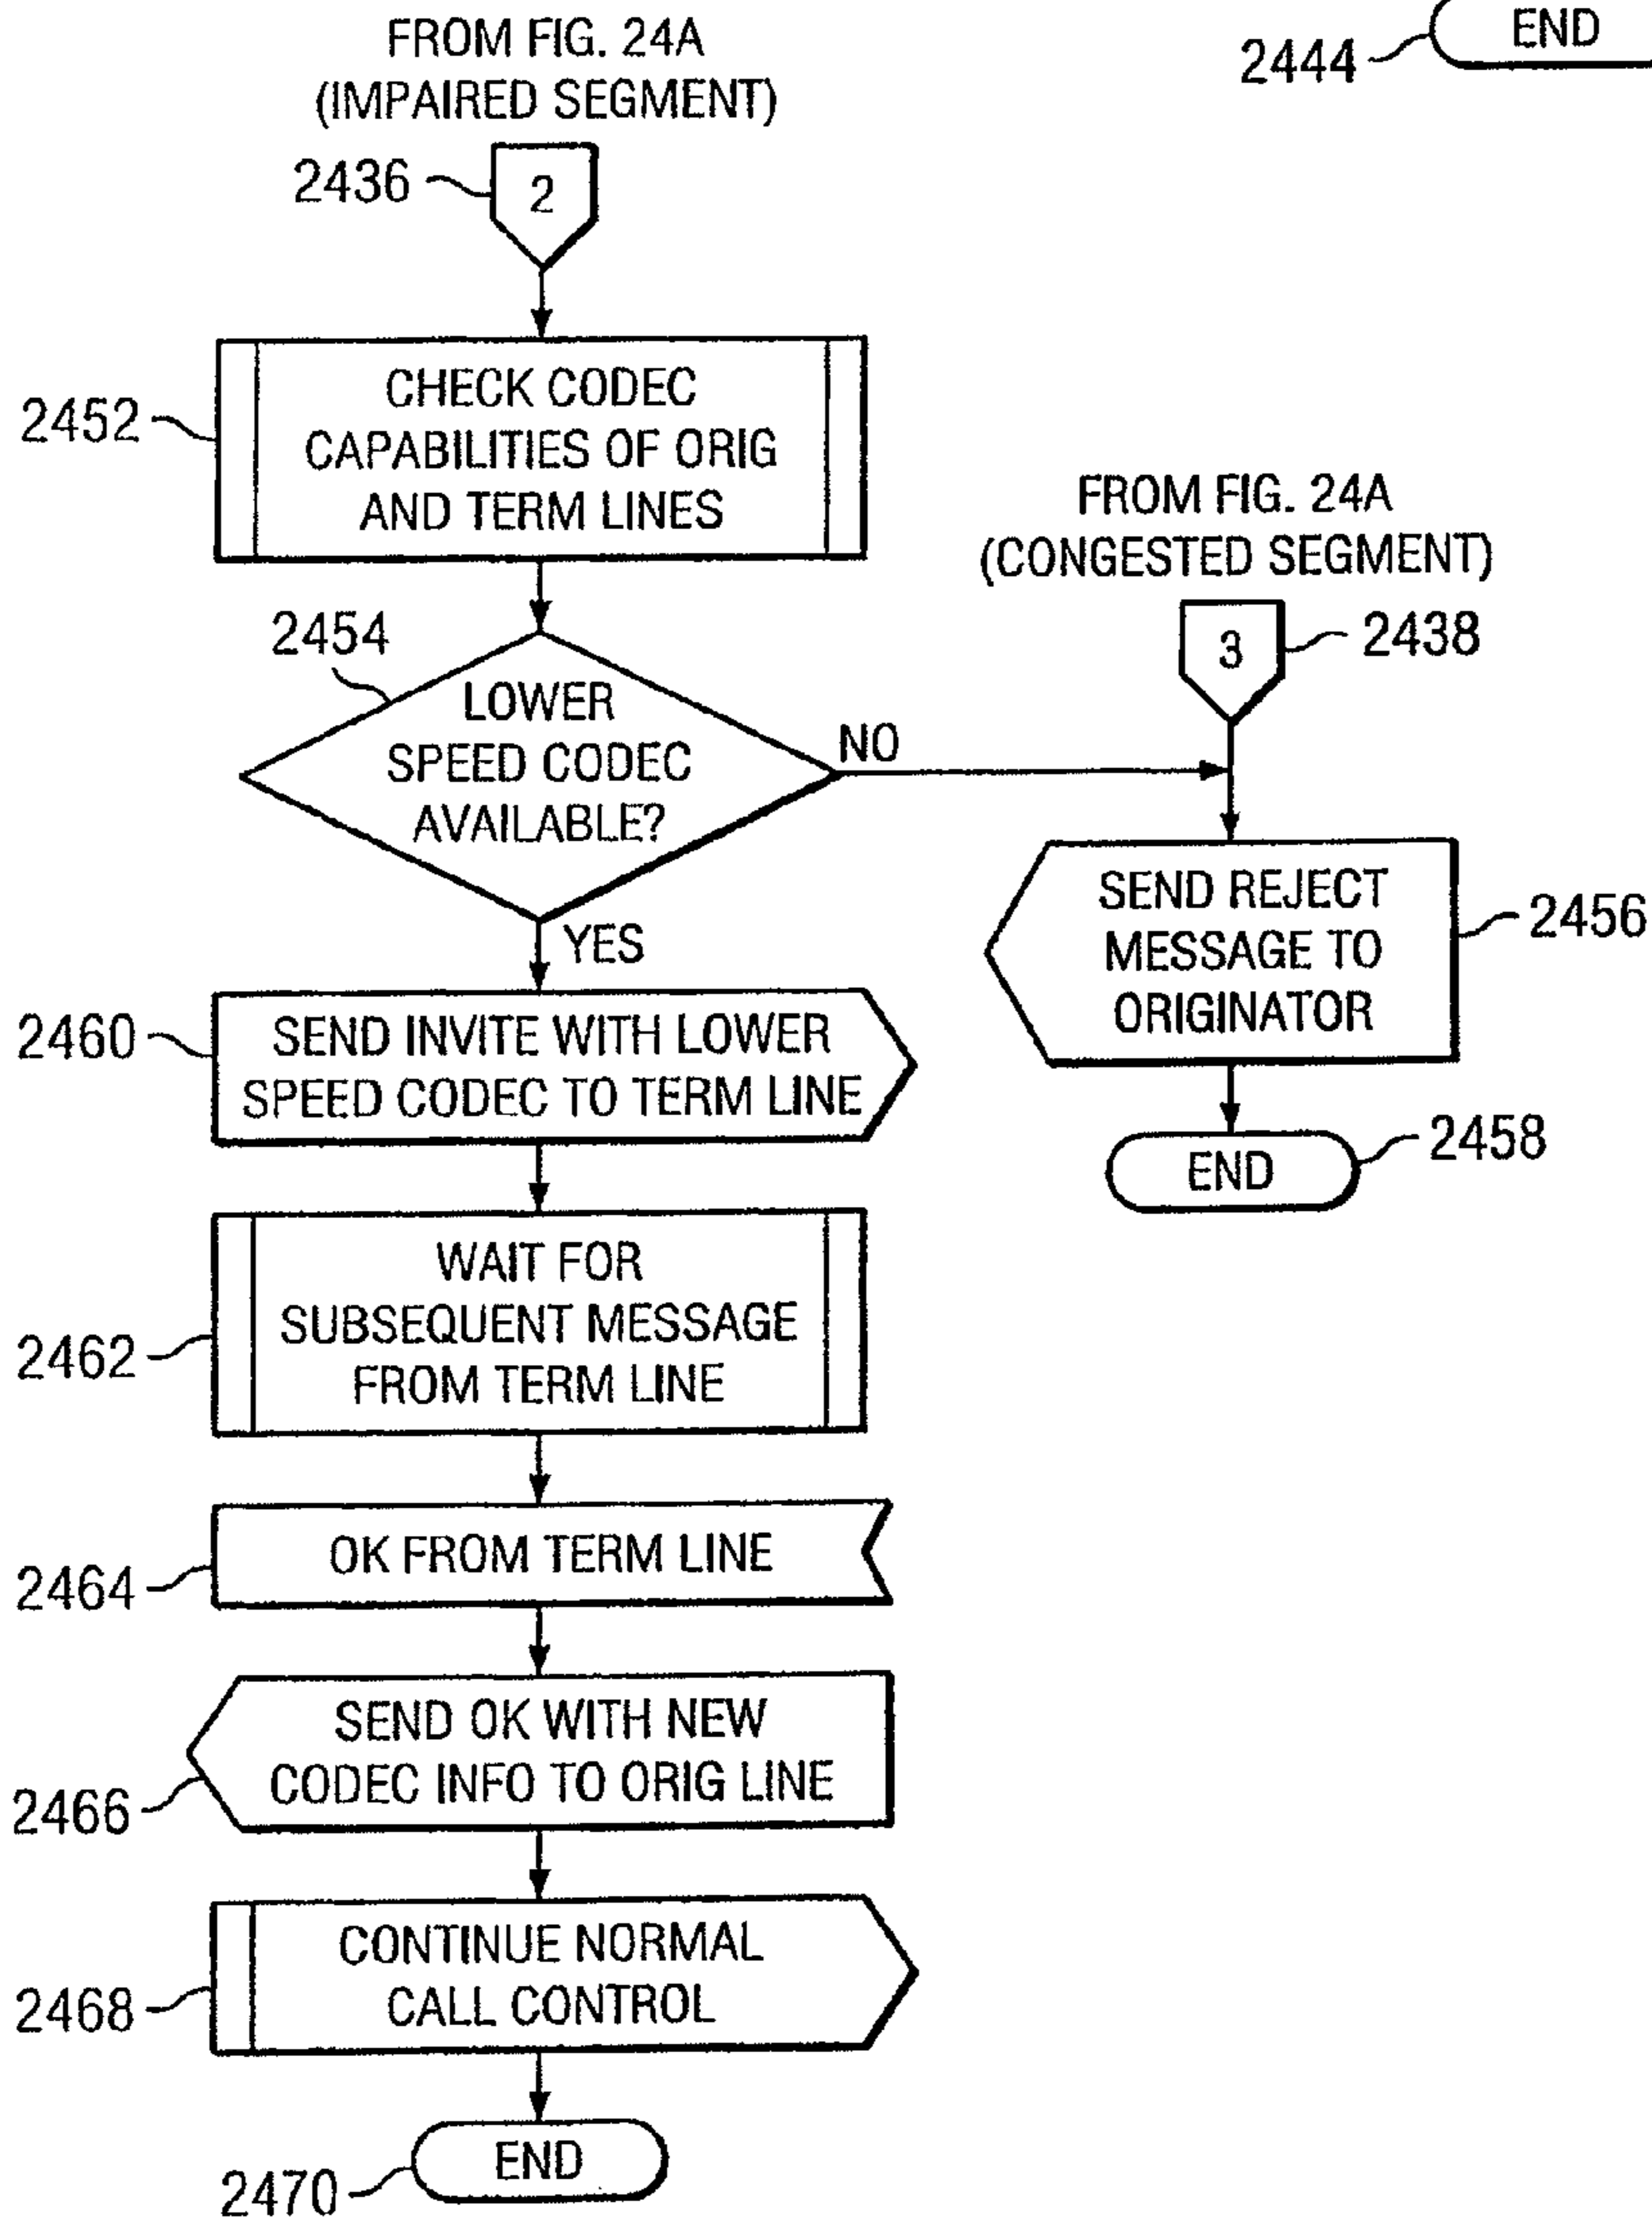 FROM FIG. 24A
(IMPAIRED SEGMENT)
2436
2
2444
END
2452
CHECK CODEC
CAPABILITIES OF ORIG
AND TERM LINES
FROM FIG. 24A
(CONGESTED SEGMENT)
3
2438
2454
LOWER
SPEED CODEC
AVAILABLE?
NO
YES
SEND REJECT
MESSAGE TO
ORIGINATOR
2456
END
2458
2460
SEND INVITE WITH LOWER
SPEED CODEC TO TERM LINE
2462
WAIT FOR
SUBSEQUENT MESSAGE
FROM TERM LINE
2464
OK FROM TERM LINE
2466
SEND OK WITH NEW
CODEC INFO TO ORIG LINE
2468
CONTINUE NORMAL
CALL CONTROL
2470
END